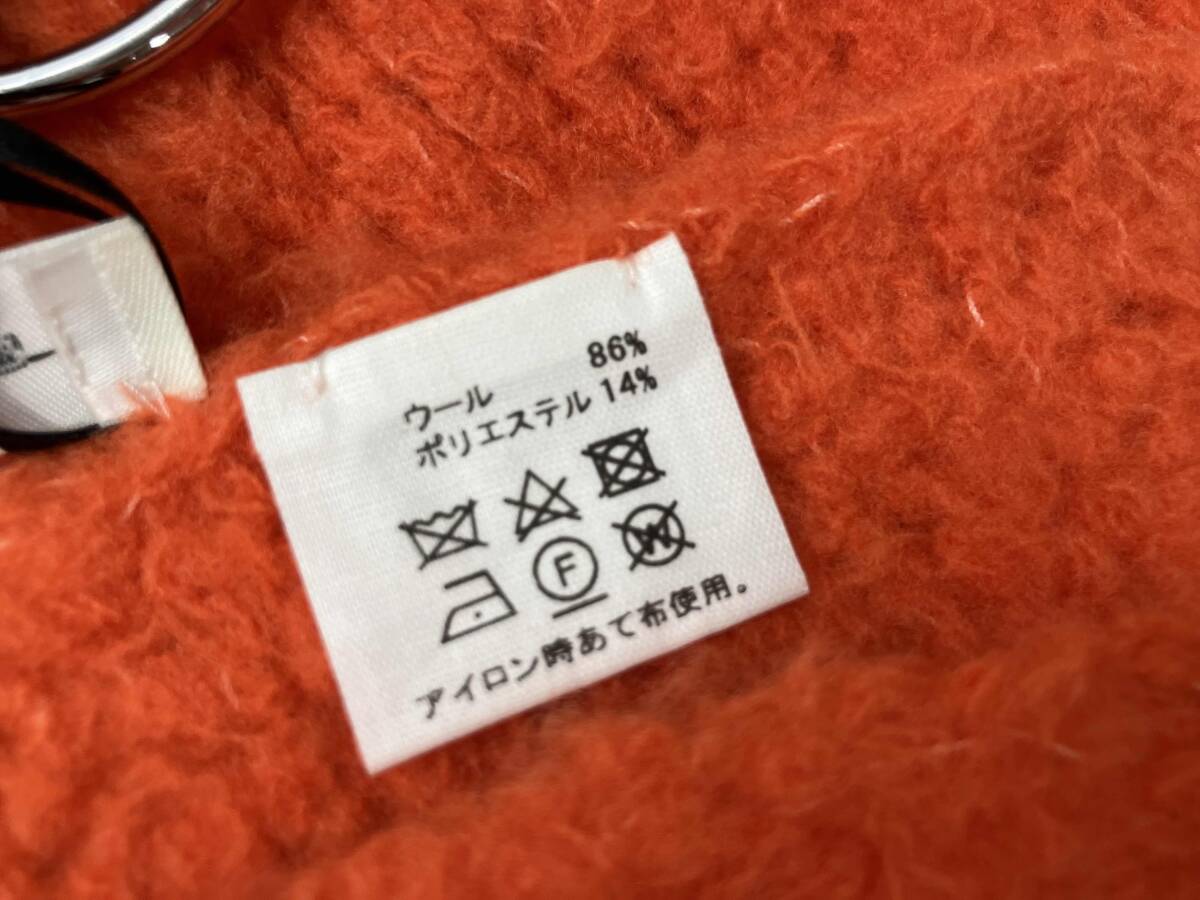 ウール 86%
ポリエステル 14%
F
W
アイロン時あて布使用。